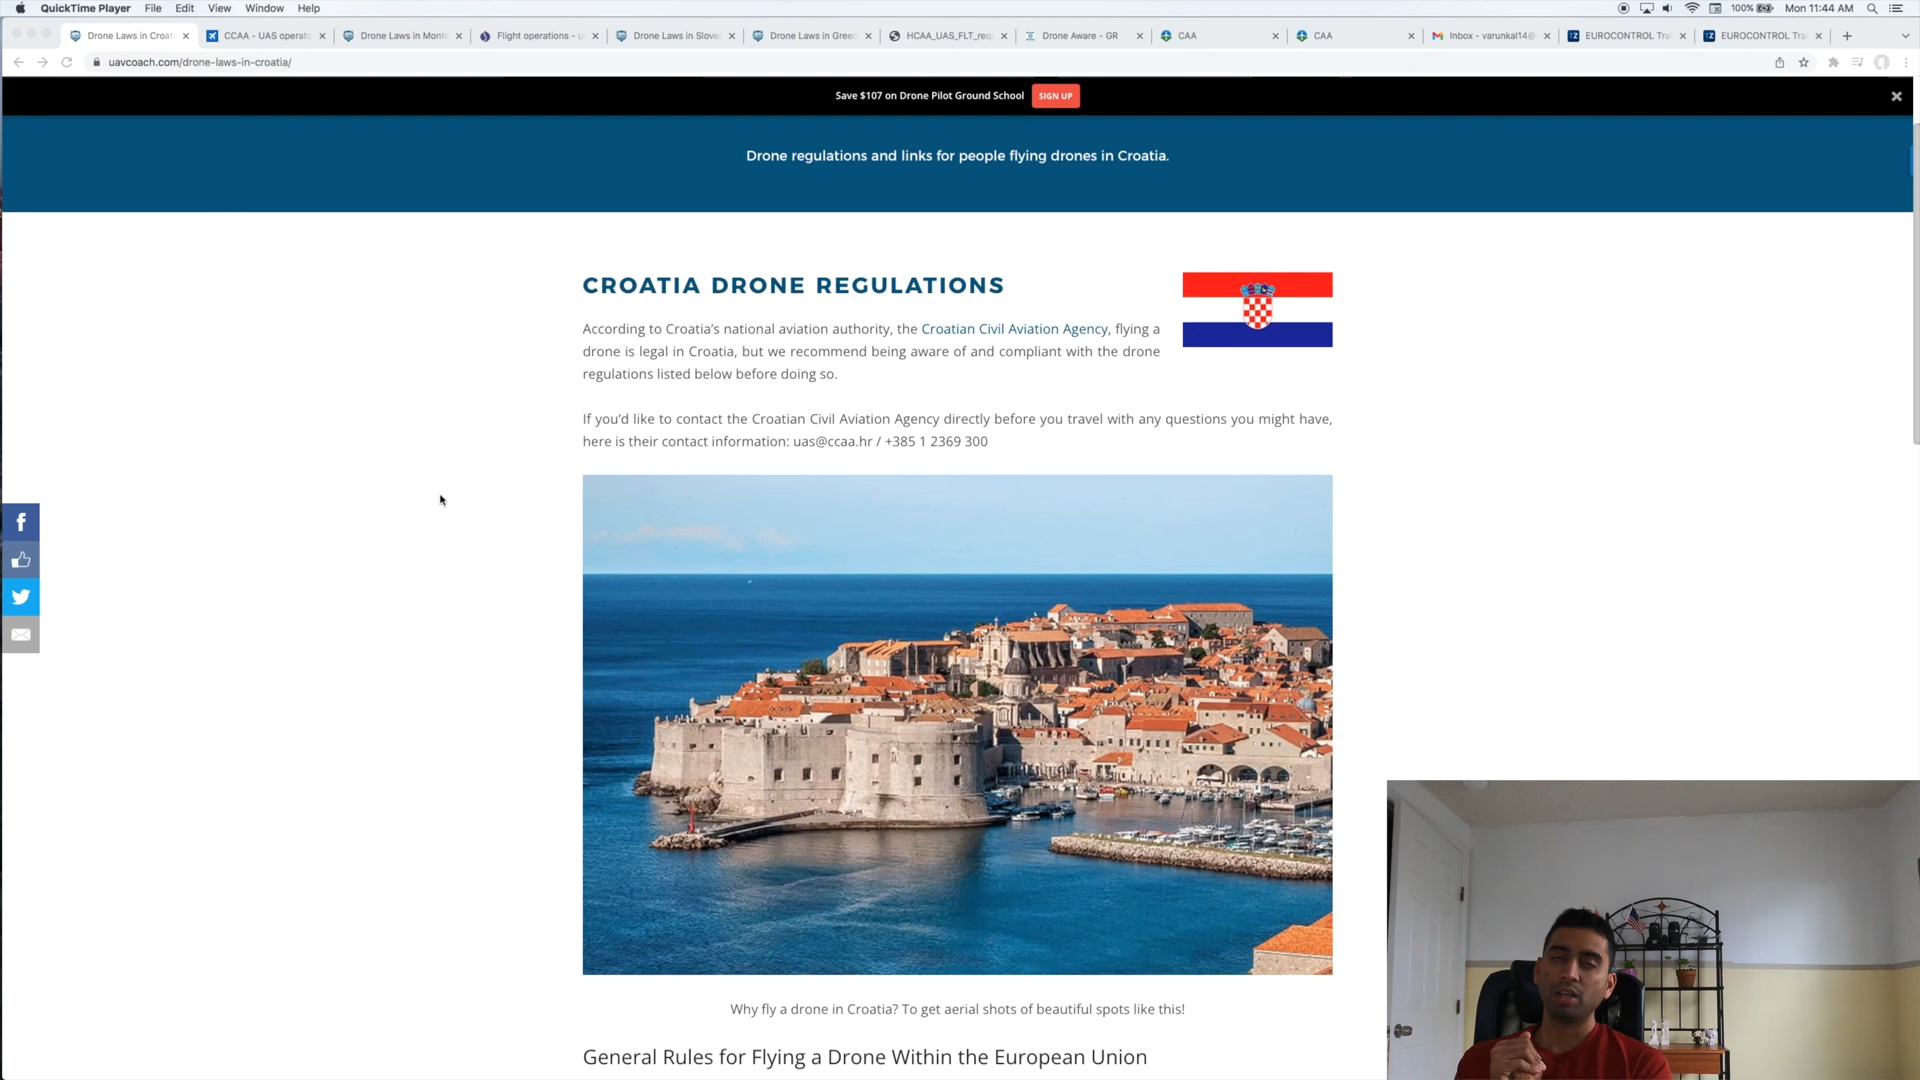 QuickTime Player File Edit View Window Help 100% Mon 11:44 AM
Drone Laws in Croat CCAA - UAS operato Drone Laws in Monte Flight operations - u Drone Laws in Slove Drone Laws in Greec HCAA_UAS_FLT_req Drone Aware - GR CAA CAA Inbox - varunkal14@ EUROCONTROL Tra EUROCONTROL Tra
uavcoach.com/drone-laws-in-croatia/
Save $107 on Drone Pilot Ground School SIGN UP
Drone regulations and links for people flying drones in Croatia.
CROATIA DRONE REGULATIONS
According to Croatia's national aviation authority, the Croatian Civil Aviation Agency, flying a
drone is legal in Croatia, but we recommend being aware of and compliant with the drone
regulations listed below before doing so.
If you'd like to contact the Croatian Civil Aviation Agency directly before you travel with any questions you might have,
here is their contact information: uas@ccaa.hr / +385 1 2369 300
Why fly a drone in Croatia? To get aerial shots of beautiful spots like this!
General Rules for Flying a Drone Within the European Union